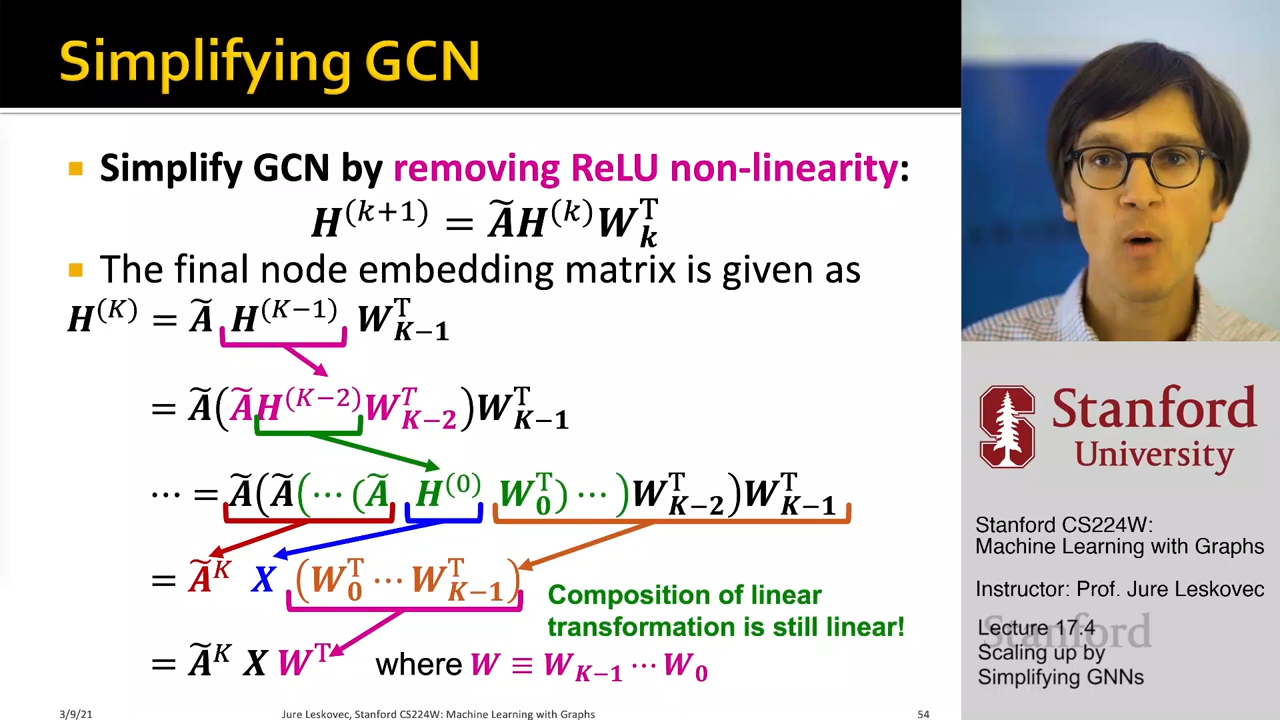 Simplifying GCN
Simplify GCN by removing ReLU non-linearity:
H^(k+1) = ÃH^(k)W_k^T
The final node embedding matrix is given as
H^(K) = Ã H^(K−1) W_{K−1}^T
= Ã(ÃH^(K−2)W_{K−2}^T)W_{K−1}^T
⋯ = Ã(Ã(⋯(Ã H^(0) W_0^T)⋯)W_{K−2}^T)W_{K−1}^T
= Ã^K X (W_0^T ⋯ W_{K−1}^T)
Composition of linear
transformation is still linear!
= Ã^K X W^T where W ≡ W_{K−1} ⋯ W_0
3/9/21
Jure Leskovec, Stanford CS224W: Machine Learning with Graphs
54
Stanford
University
Stanford CS224W:
Machine Learning with Graphs
Instructor: Prof. Jure Leskovec
Lecture 17.4
Stanford
Scaling up by
Simplifying GNNs